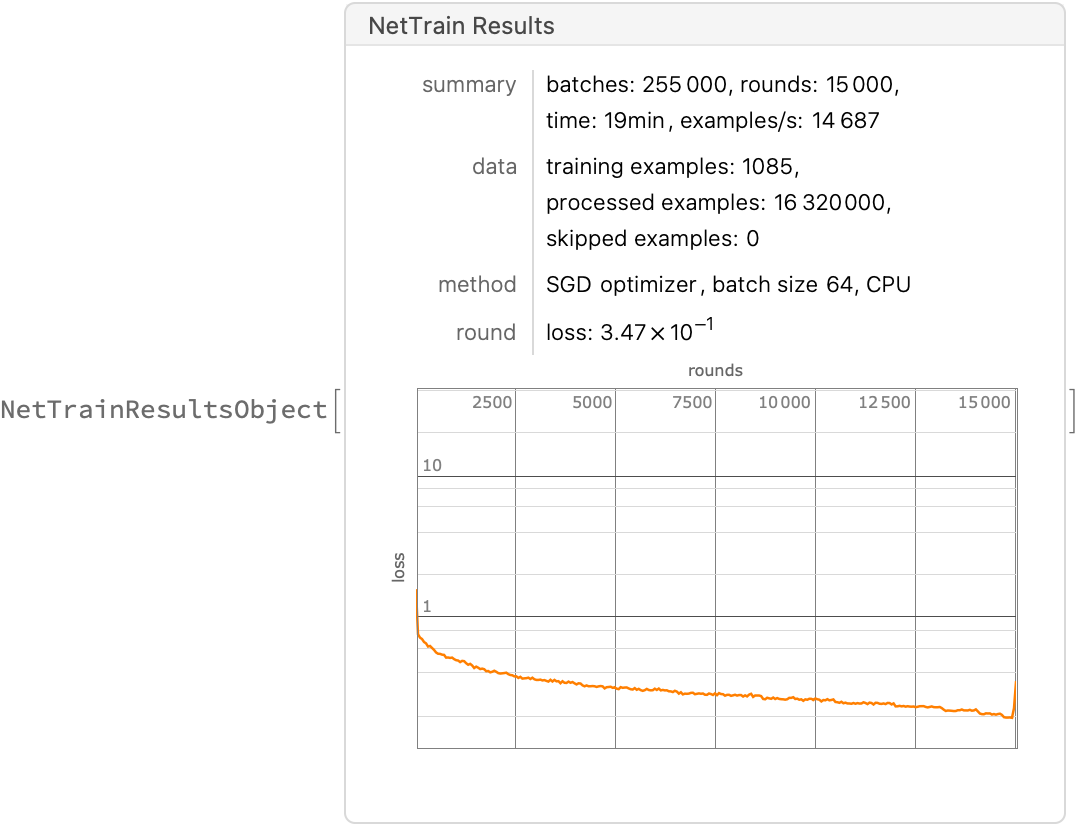 NetTrain Results
summary batches: 255 000, rounds: 15 000,
time: 19min, examples/s: 14 687
data training examples: 1085,
processed examples: 16 320 000,
skipped examples: 0
method SGD optimizer, batch size 64, CPU
round loss: 3.47×10⁻¹
rounds
NetTrainResultsObject[ ]
2500 5000 7500 10 000 12 500 15 000
10
loss
1